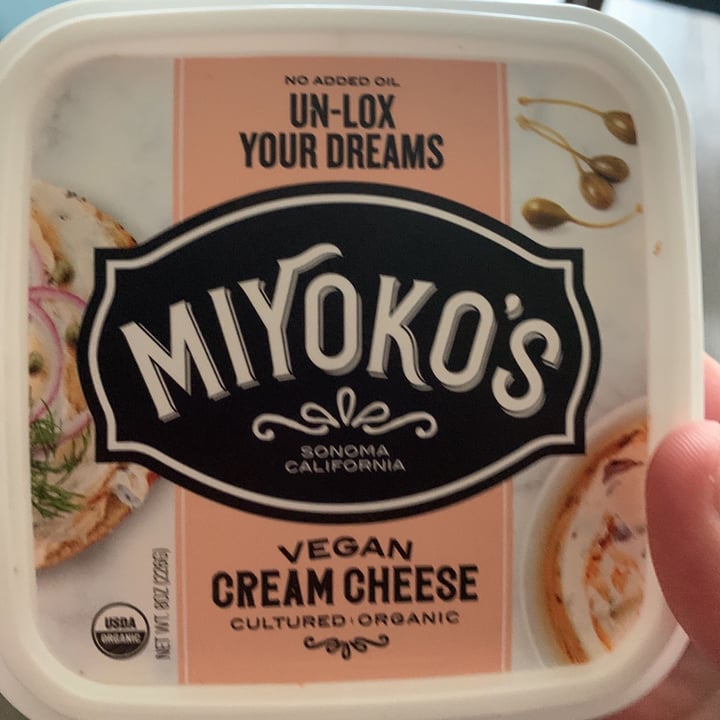 NO ADDED OIL
UN-LOX
YOUR DREAMS
MIYOKO'S
SONOMA
CALIFORNIA
VEGAN
CREAM CHEESE
CULTURED · ORGANIC
USDA
ORGANIC
NET WT. 8OZ (226G)